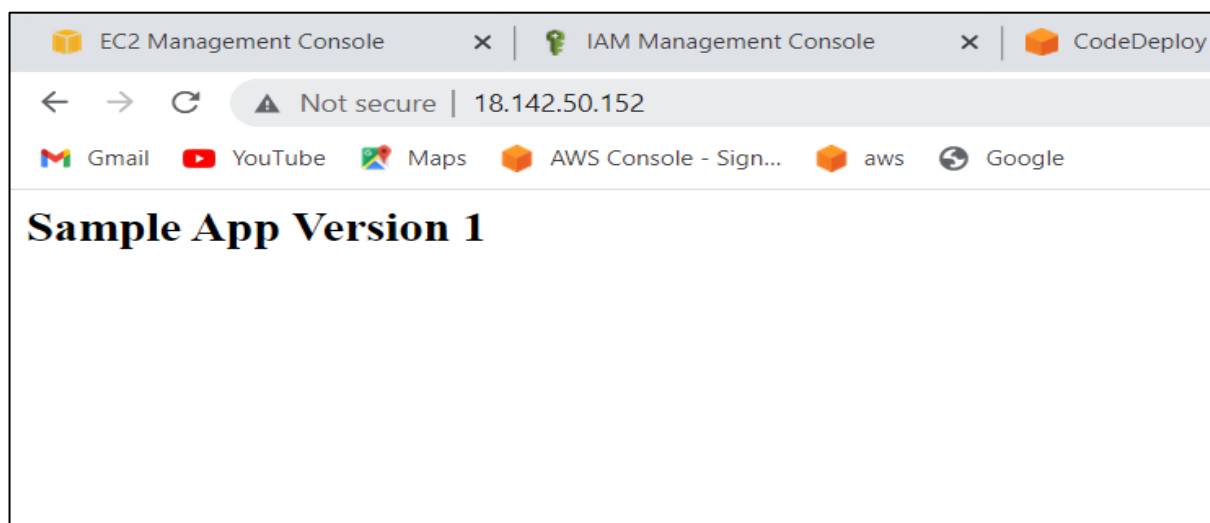 EC2 Management Console IAM Management Console CodeDeploy
Not secure | 18.142.50.152
Gmail YouTube Maps AWS Console - Sign... aws Google
Sample App Version 1